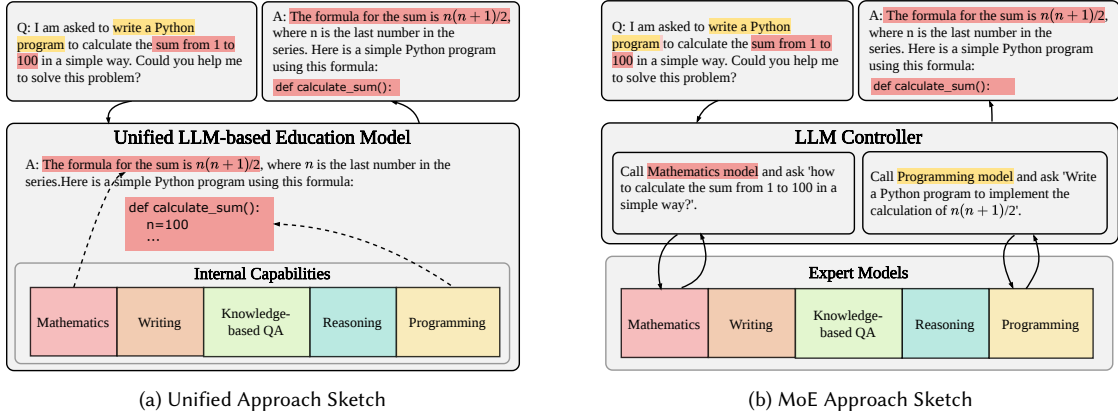 Q: I am asked to write a Python
program to calculate the sum from 1 to
100 in a simple way. Could you help me
to solve this problem?
A: The formula for the sum is n(n + 1)/2,
where n is the last number in the
series. Here is a simple Python program
using this formula:
def calculate_sum():
Unified LLM-based Education Model
A: The formula for the sum is n(n + 1)/2, where n is the last number in the
series.Here is a simple Python program using this formula:
def calculate_sum():
n=100
...
Internal Capabilities
Mathematics
Writing
Knowledge-
based QA
Reasoning
Programming
(a) Unified Approach Sketch
Q: I am asked to write a Python
program to calculate the sum from 1 to
100 in a simple way. Could you help me
to solve this problem?
A: The formula for the sum is n(n + 1)/2,
where n is the last number in the
series. Here is a simple Python program
using this formula:
def calculate_sum():
LLM Controller
Call Mathematics model and ask 'how
to calculate the sum from 1 to 100 in a
simple way?'.
Call Programming model and ask 'Write
a Python program to implement the
calculation of n(n + 1)/2'.
Expert Models
Mathematics
Writing
Knowledge-
based QA
Reasoning
Programming
(b) MoE Approach Sketch